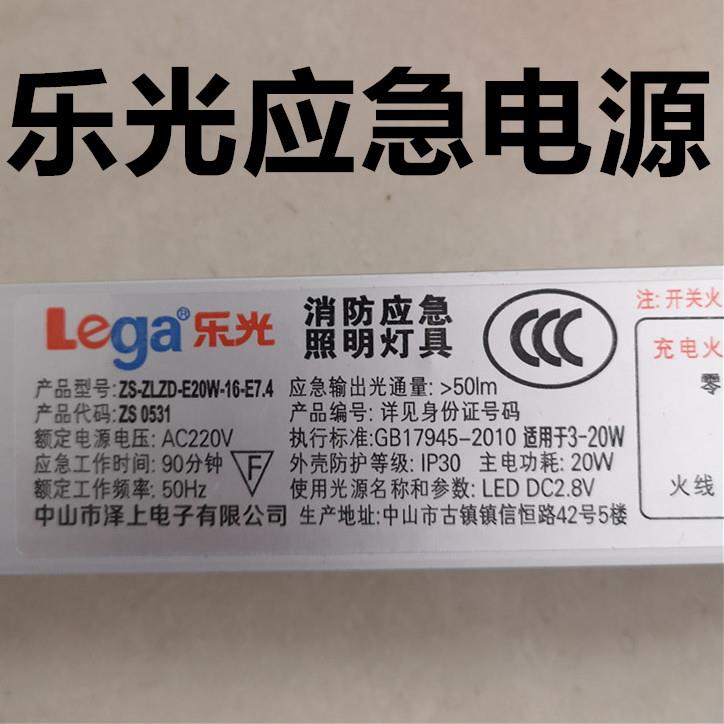 乐光应急电源
Lega®乐光 消防应急照明灯具 CCC
产品型号: ZS-ZLZD-E20W-16-E7.4 应急输出光通量: >50lm
产品代码: ZS 0531 产品编号: 详见身份证号码
额定电源电压: AC220V 执行标准:GB17945-2010 适用于3-20W
应急工作时间: 90分钟 F 外壳防护等级: IP30 主电功耗: 20W
额定工作频率: 50Hz 使用光源名称和参数: LED DC2.8V
中山市泽上电子有限公司 生产地址:中山市古镇镇信恒路42号5楼
注: 开关火
充电火
零
火线